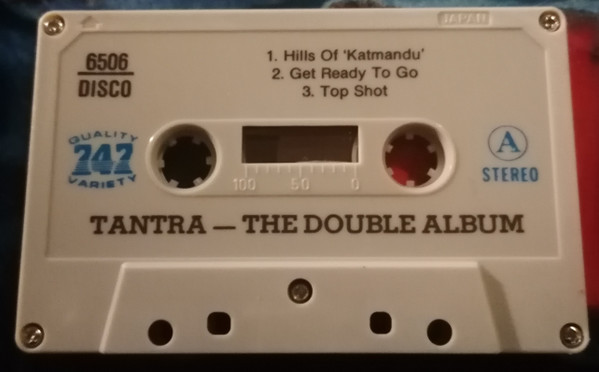 JAPAN
6506
DISCO
1. Hills Of 'Katmandu'
2. Get Ready To Go
3. Top Shot
QUALITY
747
VARIETY
A
STEREO
100 50 0
TANTRA — THE DOUBLE ALBUM